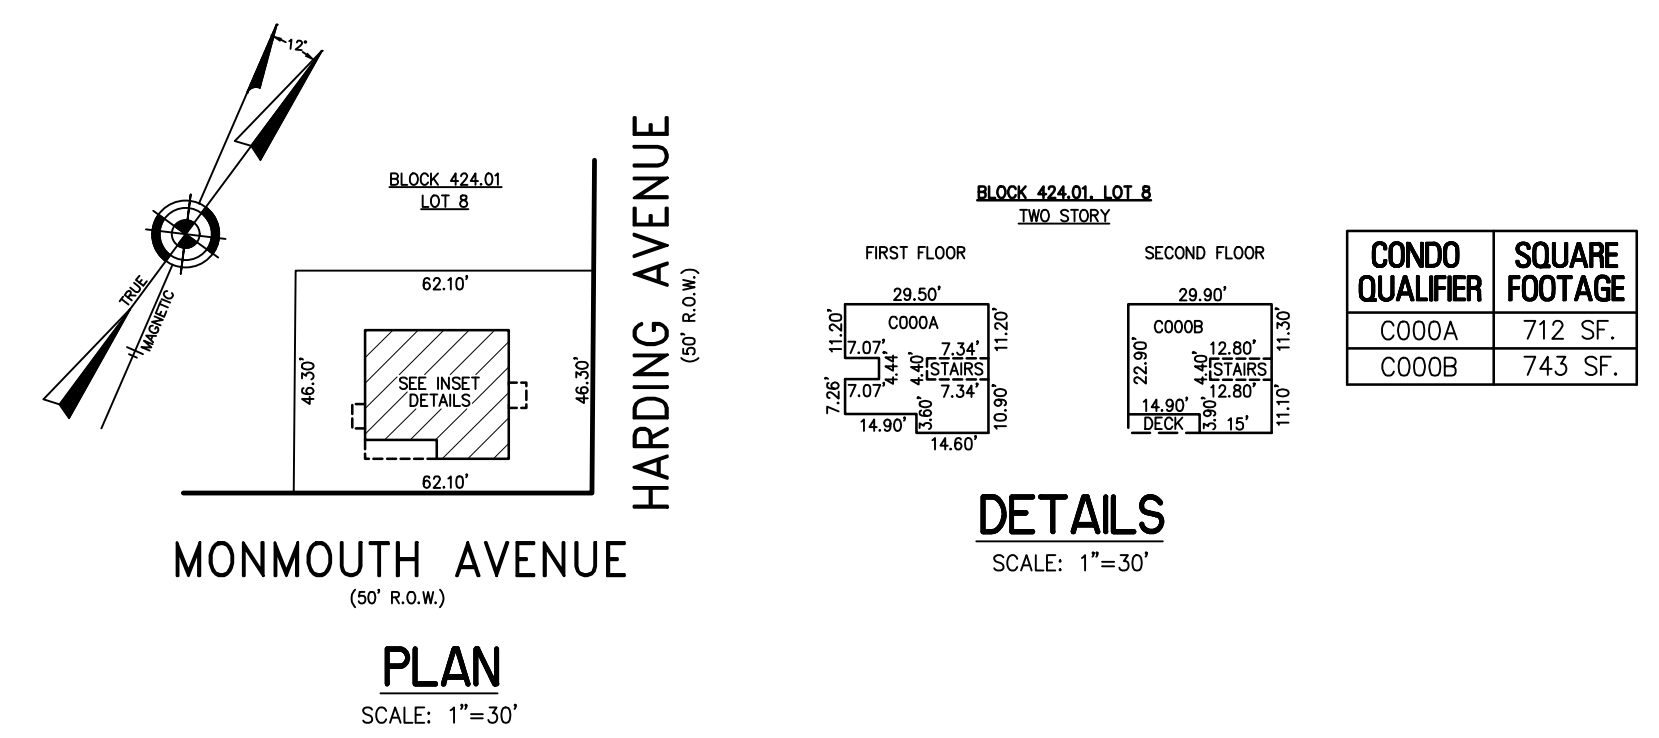 12°
TRUE
MAGNETIC
BLOCK 424.01
LOT 8
62.10'
46.30'
46.30'
SEE INSET
DETAILS
62.10'
HARDING AVENUE
(50' R.O.W.)
MONMOUTH AVENUE
(50' R.O.W.)
PLAN
SCALE: 1"=30'
BLOCK 424.01, LOT 8
TWO STORY
FIRST FLOOR
29.50'
C000A
11.20'
11.20'
7.07'
7.34'
4.44'
4.40'
STAIRS
7.07'
7.34'
7.26'
3.60'
10.90'
14.90'
14.60'
SECOND FLOOR
29.90'
C000B
11.30'
22.90'
12.80'
4.40'
STAIRS
12.80'
14.90'
3.90'
11.10'
DECK
15'
DETAILS
SCALE: 1"=30'
CONDO QUALIFIER
SQUARE FOOTAGE
C000A 712 SF.
C000B 743 SF.